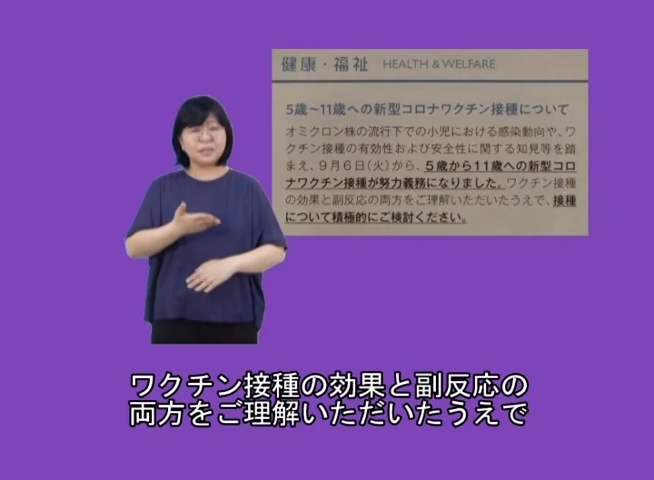 健康・福祉 HEALTH & WELFARE
5歳～11歳への新型コロナワクチン接種について
オミクロン株の流行下での小児における感染動向や、ワ
クチン接種の有効性および安全性に関する知見等を踏
まえ、9月6日(火)から、5歳から11歳への新型コロ
ナワクチン接種が努力義務になりました。ワクチン接種
の効果と副反応の両方をご理解いただいたうえで、接種
について積極的にご検討ください。
ワクチン接種の効果と副反応の
両方をご理解いただいたうえで